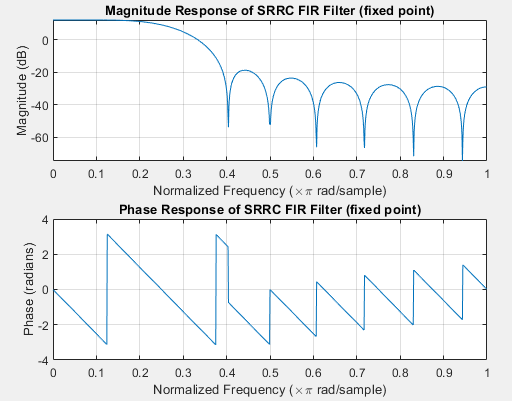 Magnitude Response of SRRC FIR Filter (fixed point)
0
-20
-40
-60
Magnitude (dB)
0 0.1 0.2 0.3 0.4 0.5 0.6 0.7 0.8 0.9 1
Normalized Frequency (×π rad/sample)
Phase Response of SRRC FIR Filter (fixed point)
4
2
0
-2
-4
Phase (radians)
0 0.1 0.2 0.3 0.4 0.5 0.6 0.7 0.8 0.9 1
Normalized Frequency (×π rad/sample)